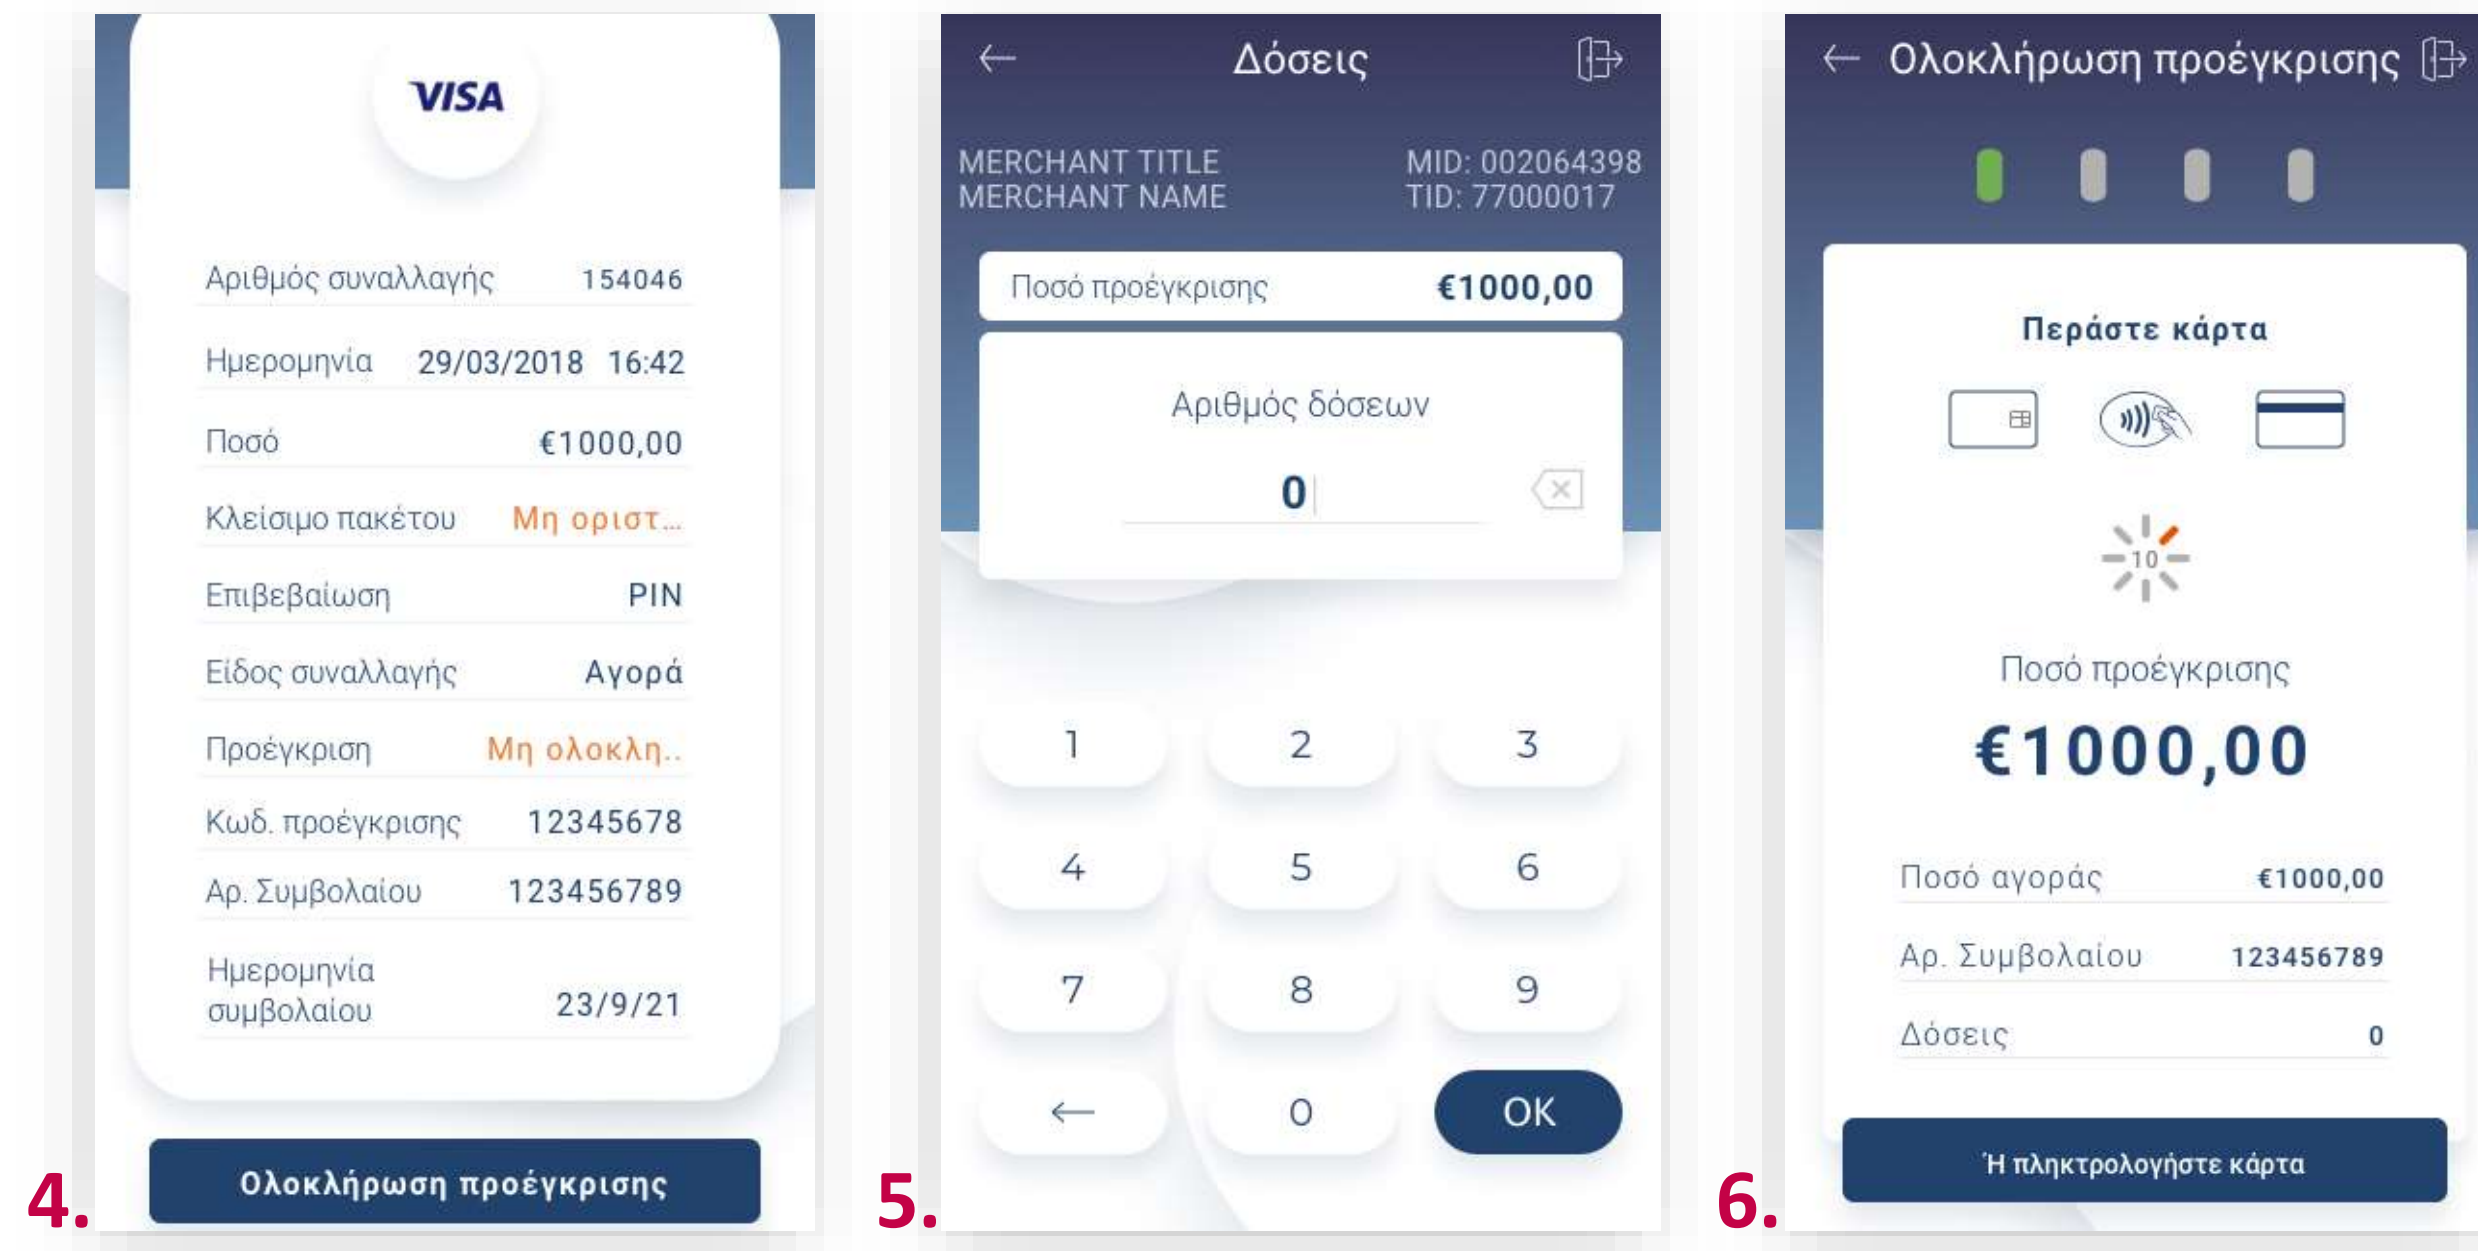 VISA
Αριθμός συναλλαγής 154046
Ημερομηνία 29/03/2018 16:42
Ποσό €1000,00
Κλείσιμο πακέτου Μη οριστ...
Επιβεβαίωση PIN
Είδος συναλλαγής Αγορά
Προέγκριση Μη ολοκλη..
Κωδ. προέγκρισης 12345678
Αρ. Συμβολαίου 123456789
Ημερομηνία
συμβολαίου 23/9/21
Ολοκλήρωση προέγκρισης
4.
Δόσεις
MERCHANT TITLE MID: 002064398
MERCHANT NAME TID: 77000017
Ποσό προέγκρισης €1000,00
Αριθμός δόσεων
0
1 2 3
4 5 6
7 8 9
0 OK
5.
Ολοκλήρωση προέγκρισης
Περάστε κάρτα
10
Ποσό προέγκρισης
€1000,00
Ποσό αγοράς €1000,00
Αρ. Συμβολαίου 123456789
Δόσεις 0
Ή πληκτρολογήστε κάρτα
6.